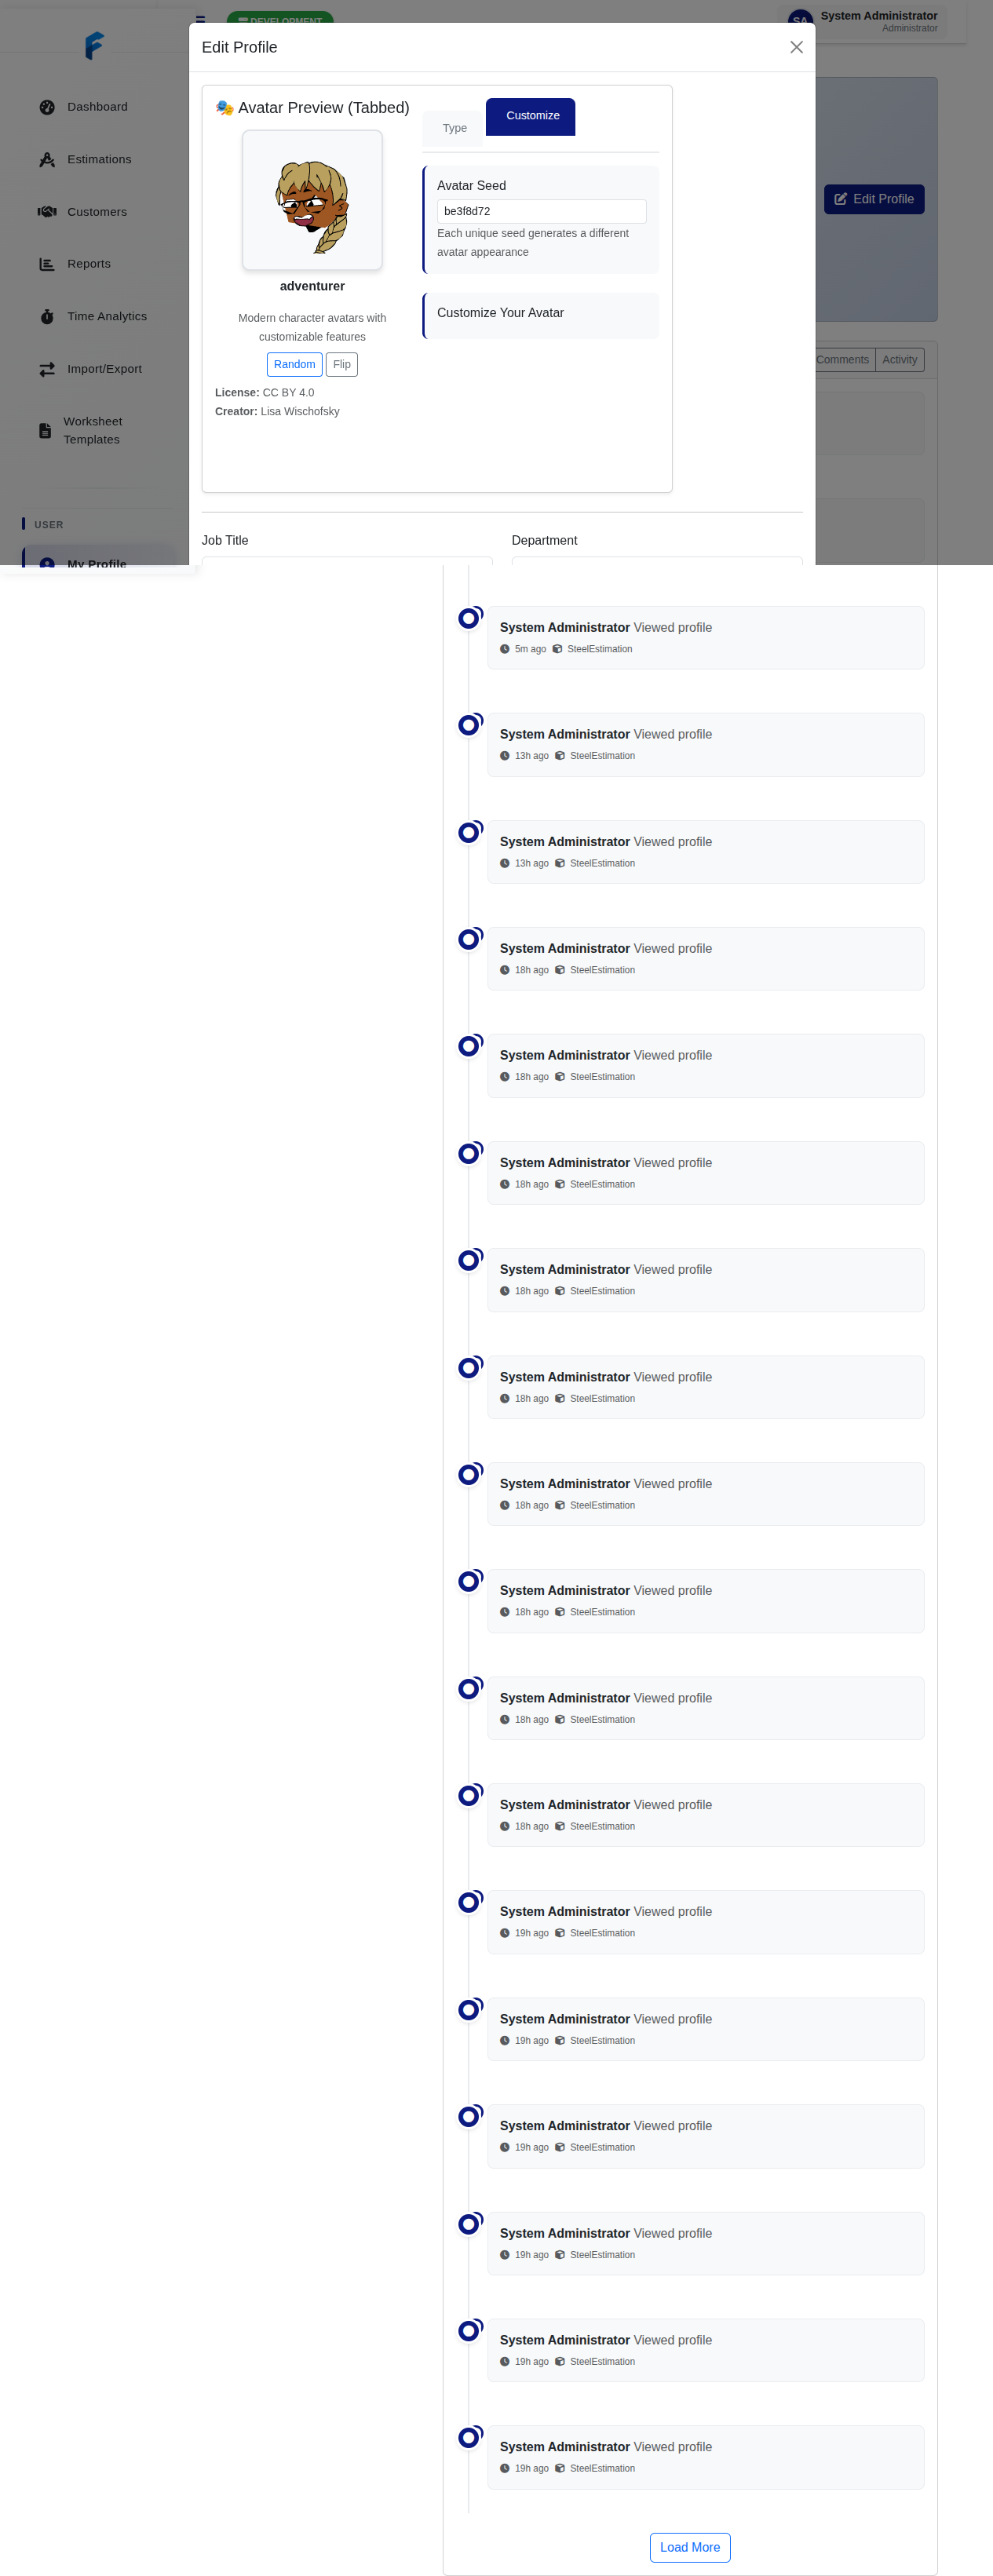 DEVELOPMENT
SA
System Administrator
Administrator
Dashboard
Estimations
Customers
Reports
Time Analytics
Import/Export
Worksheet
Templates
USER
My Profile
Edit Profile
Comments
Activity
Edit Profile
🎭 Avatar Preview (Tabbed)
adventurer
Modern character avatars with
customizable features
Random
Flip
License: CC BY 4.0
Creator: Lisa Wischofsky
Type
Customize
Avatar Seed
be3f8d72
Each unique seed generates a different
avatar appearance
Customize Your Avatar
Job Title
Department
System Administrator Viewed profile
5m ago SteelEstimation
System Administrator Viewed profile
13h ago SteelEstimation
System Administrator Viewed profile
13h ago SteelEstimation
System Administrator Viewed profile
18h ago SteelEstimation
System Administrator Viewed profile
18h ago SteelEstimation
System Administrator Viewed profile
18h ago SteelEstimation
System Administrator Viewed profile
18h ago SteelEstimation
System Administrator Viewed profile
18h ago SteelEstimation
System Administrator Viewed profile
18h ago SteelEstimation
System Administrator Viewed profile
18h ago SteelEstimation
System Administrator Viewed profile
18h ago SteelEstimation
System Administrator Viewed profile
18h ago SteelEstimation
System Administrator Viewed profile
19h ago SteelEstimation
System Administrator Viewed profile
19h ago SteelEstimation
System Administrator Viewed profile
19h ago SteelEstimation
System Administrator Viewed profile
19h ago SteelEstimation
System Administrator Viewed profile
19h ago SteelEstimation
System Administrator Viewed profile
19h ago SteelEstimation
Load More